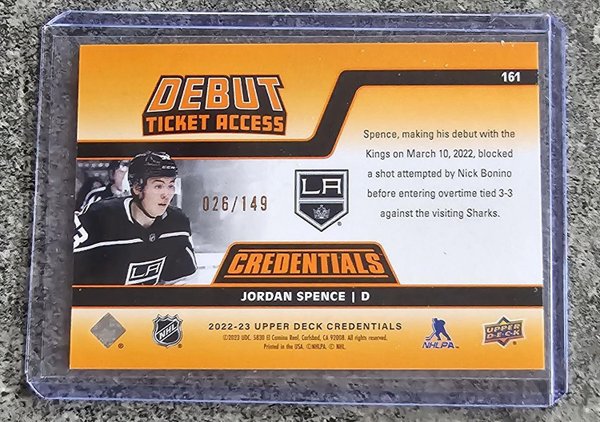 161
DEBUT
TICKET ACCESS
Spence, making his debut with the
Kings on March 10, 2022, blocked
a shot attempted by Nick Bonino
before entering overtime tied 3-3
against the visiting Sharks.
026/149
LA
LA
CREDENTIALS
JORDAN SPENCE | D
NHL
2022-23 UPPER DECK CREDENTIALS
©2023 UDC. 5830 El Camino Real, Carlsbad, CA 92008. All rights reserved.
Printed in the USA. ©NHLPA. © NHL.
NHLPA
UPPER
DECK